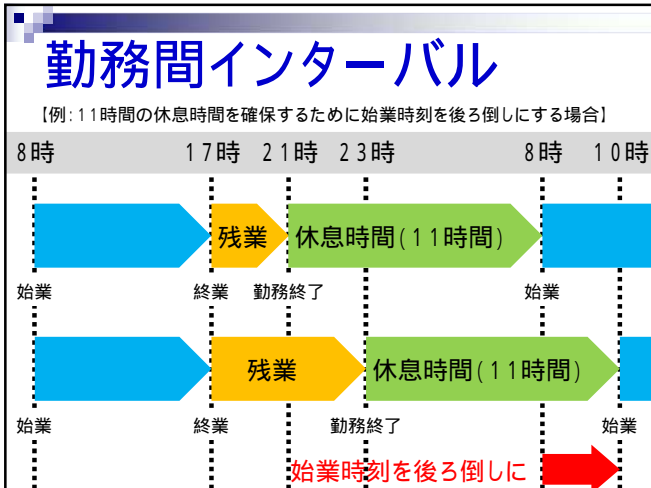 勤務間インターバル
【例:11時間の休息時間を確保するために始業時刻を後ろ倒しにする場合】
8時 17時 21時 23時 8時 10時
残業 休息時間(11時間)
始業 終業 勤務終了 始業
残業 休息時間(11時間)
始業 終業 勤務終了 始業
始業時刻を後ろ倒しに